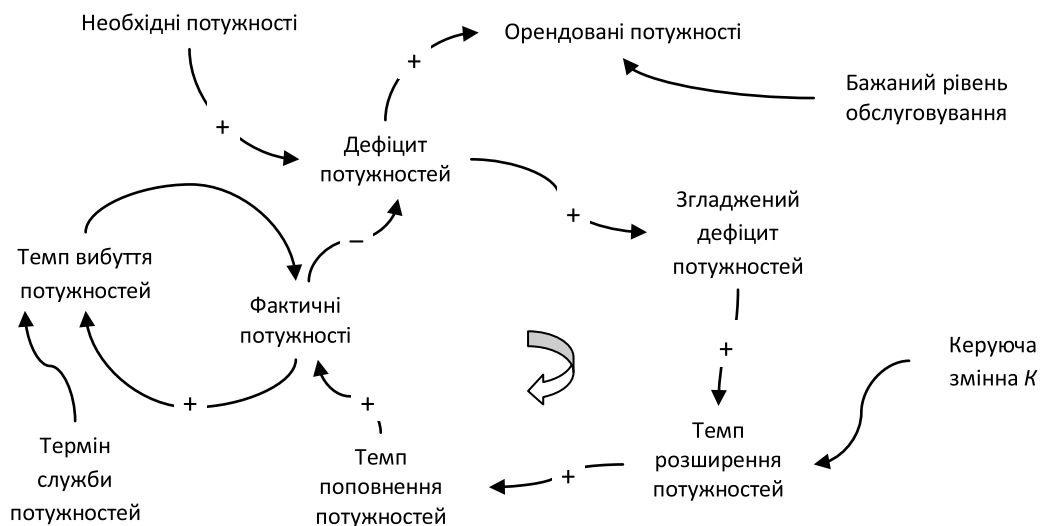 Необхідні потужності
Орендовані потужності
Бажаний рівень
обслуговування
+
+
Дефіцит
потужностей
+
Згладжений
дефіцит
потужностей
Темп вибуття
потужностей
–
Фактичні
потужності
+
Керуюча
змінна К
+
+
Термін
служби
потужностей
Темп
поповнення
потужностей
+
Темп
розширення
потужностей